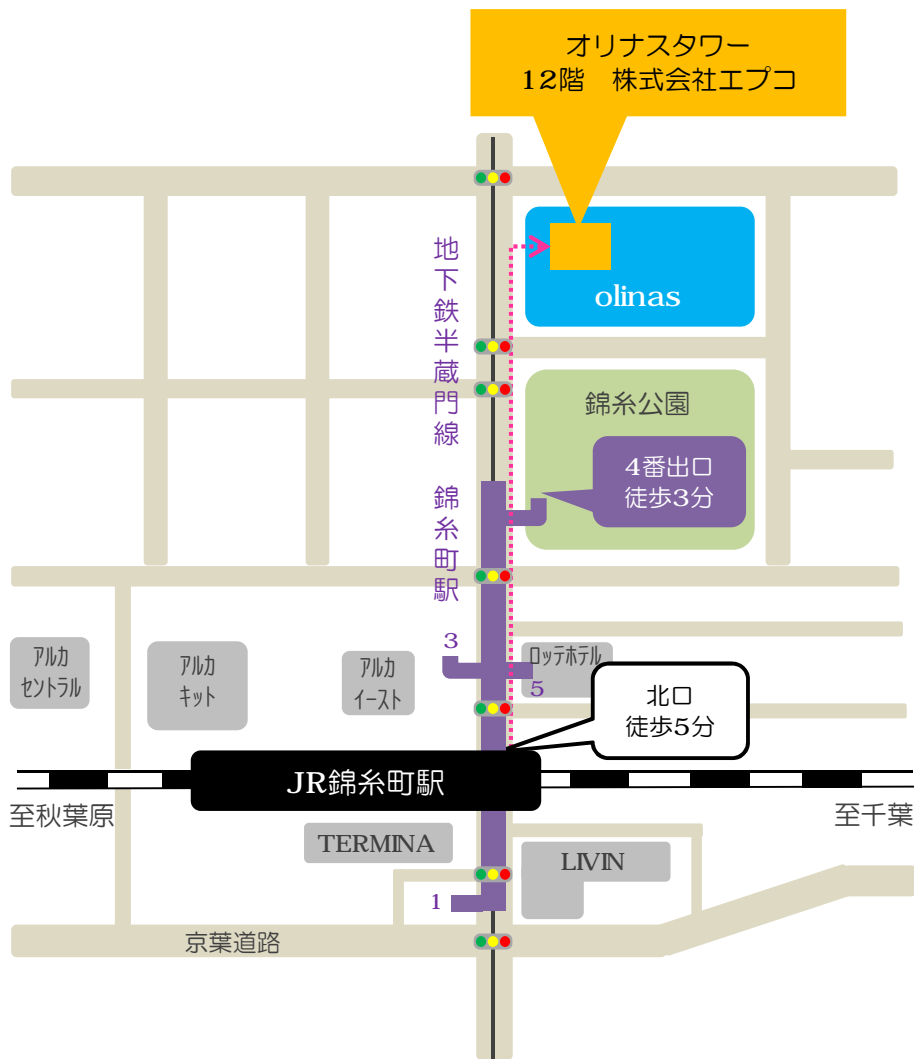 オリナスタワー
12階　株式会社エプコ
olinas
地下鉄半蔵門線　錦糸町駅
錦糸公園
4番出口
徒歩3分
3
ロッテホテル
5
アルカ
セントラル
アルカ
キット
アルカ
イースト
北口
徒歩5分
JR錦糸町駅
至秋葉原
至千葉
TERMINA
LIVIN
1
京葉道路